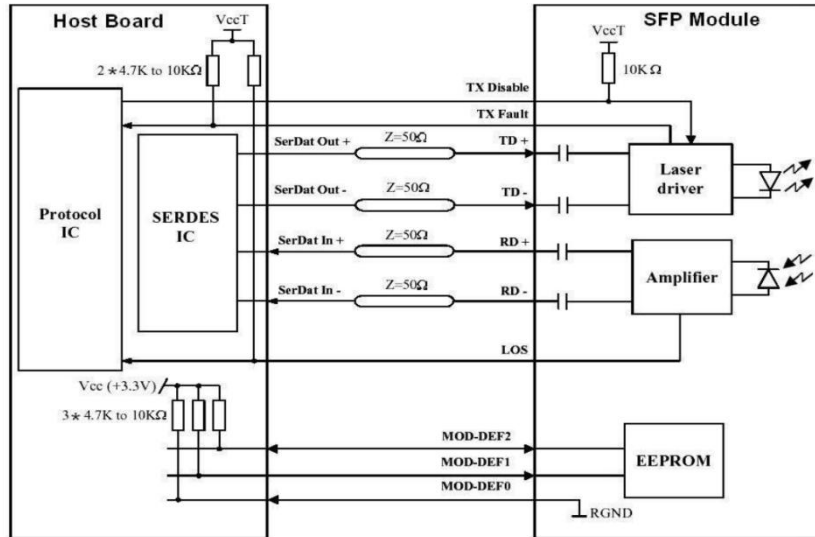 Host Board
SFP Module
VccT
VccT
2*4.7K to 10KΩ
10KΩ
TX Disable
TX Fault
SerDat Out +
Z=50Ω
TD +
SerDat Out -
Z=50Ω
TD -
Laser
driver
Protocol
IC
SERDES
IC
SerDat In +
Z=50Ω
RD +
SerDat In -
Z=50Ω
RD -
Amplifier
LOS
Vcc (+3.3V)
3*4.7K to 10KΩ
MOD-DEF2
MOD-DEF1
MOD-DEF0
EEPROM
RGND